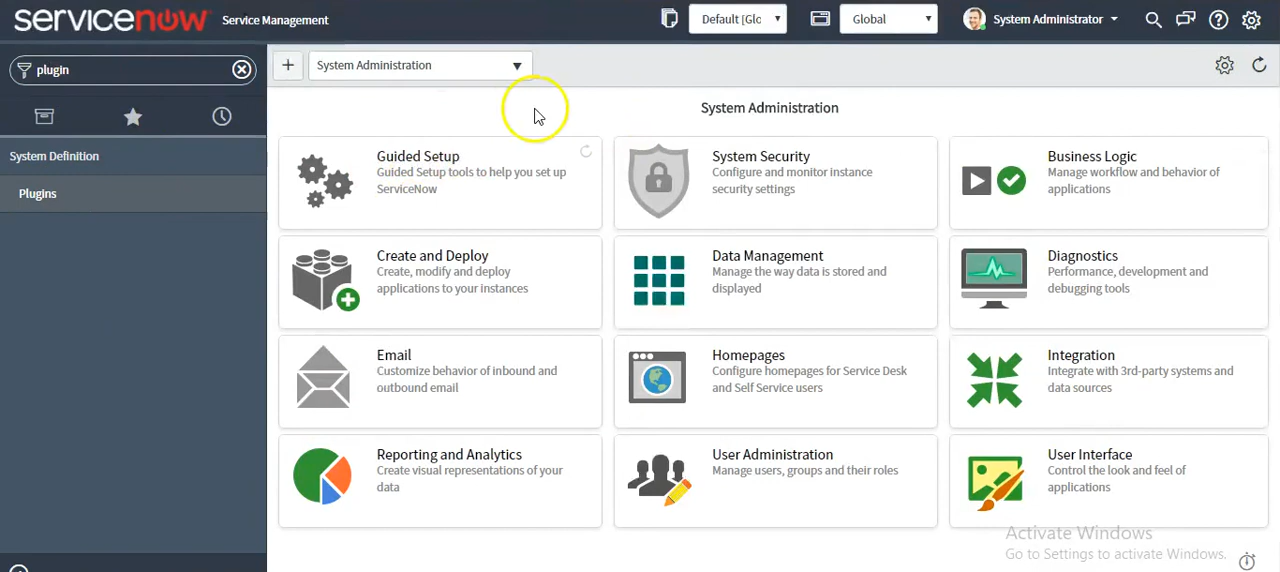 servicenow Service Management
Default [Glo
Global
System Administrator
plugin
System Administration
System Administration
System Definition
Plugins
Guided Setup
Guided Setup tools to help you set up
ServiceNow
System Security
Configure and monitor instance
security settings
Business Logic
Manage workflow and behavior of
applications
Create and Deploy
Create, modify and deploy
applications to your instances
Data Management
Manage the way data is stored and
displayed
Diagnostics
Performance, development and
debugging tools
Email
Customize behavior of inbound and
outbound email
Homepages
Configure homepages for Service Desk
and Self Service users
Integration
Integrate with 3rd-party systems and
data sources
Reporting and Analytics
Create visual representations of your
data
User Administration
Manage users, groups and their roles
User Interface
Control the look and feel of
applications
Activate Windows
Go to Settings to activate Windows.